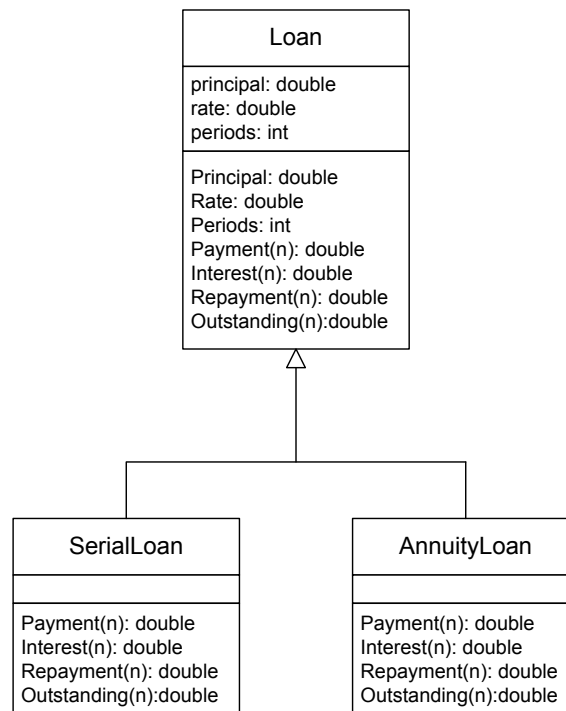 Loan
principal: double
rate: double
periods: int
Principal: double
Rate: double
Periods: int
Payment(n): double
Interest(n): double
Repayment(n): double
Outstanding(n):double
SerialLoan
Payment(n): double
Interest(n): double
Repayment(n): double
Outstanding(n):double
AnnuityLoan
Payment(n): double
Interest(n): double
Repayment(n): double
Outstanding(n):double